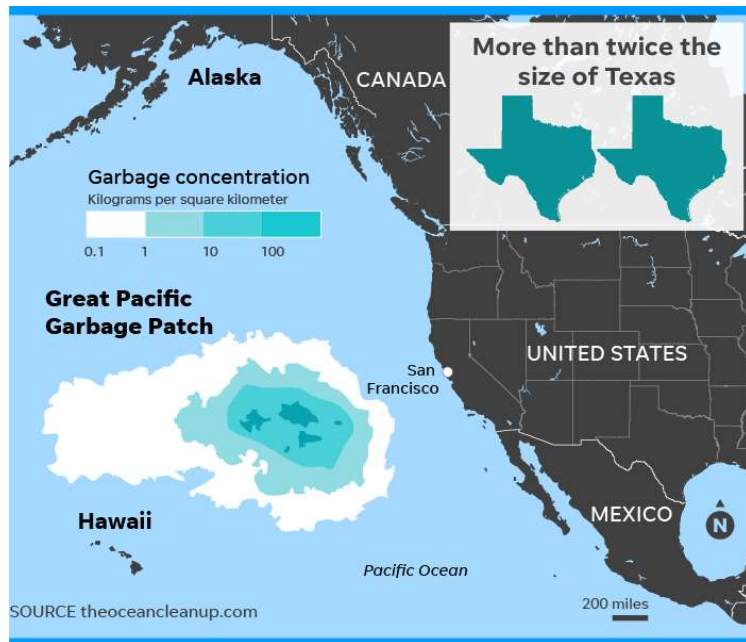 More than twice the
size of Texas
Alaska
CANADA
Garbage concentration
Kilograms per square kilometer
0.1 1 10 100
Great Pacific
Garbage Patch
San
Francisco
UNITED STATES
Hawaii
MEXICO
N
Pacific Ocean
200 miles
SOURCE theoceancleanup.com